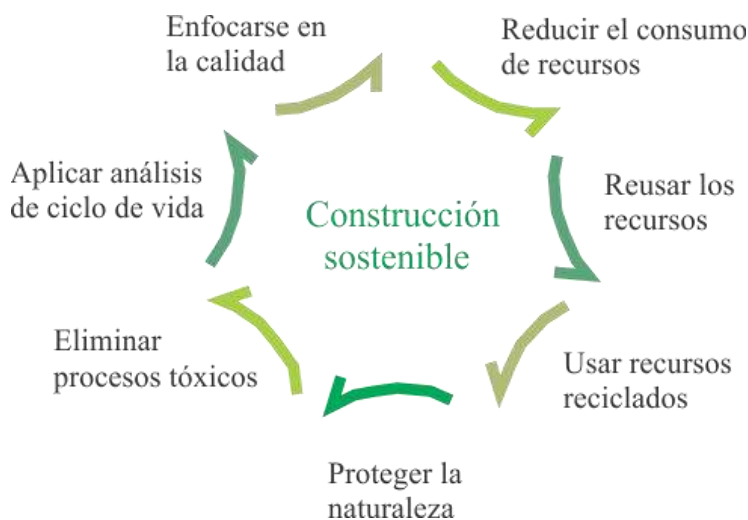 Enfocarse en
la calidad
Reducir el consumo
de recursos
Reusar los
recursos
Usar recursos
reciclados
Proteger la
naturaleza
Eliminar
procesos tóxicos
Aplicar análisis
de ciclo de vida
Construcción
sostenible